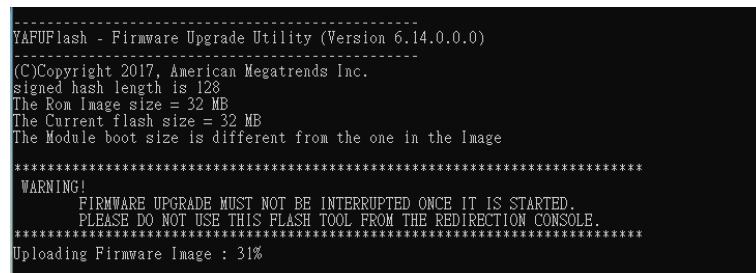 -------------------------------------------------
YAFUFlash - Firmware Upgrade Utility (Version 6.14.0.0.0)
-------------------------------------------------
(C)Copyright 2017, American Megatrends Inc.
signed hash length is 128
The Rom Image size = 32 MB
The Current flash size = 32 MB
The Module boot size is different from the one in the Image
****************************************************************************
WARNING!
FIRMWARE UPGRADE MUST NOT BE INTERRUPTED ONCE IT IS STARTED.
PLEASE DO NOT USE THIS FLASH TOOL FROM THE REDIRECTION CONSOLE.
****************************************************************************
Uploading Firmware Image : 31%